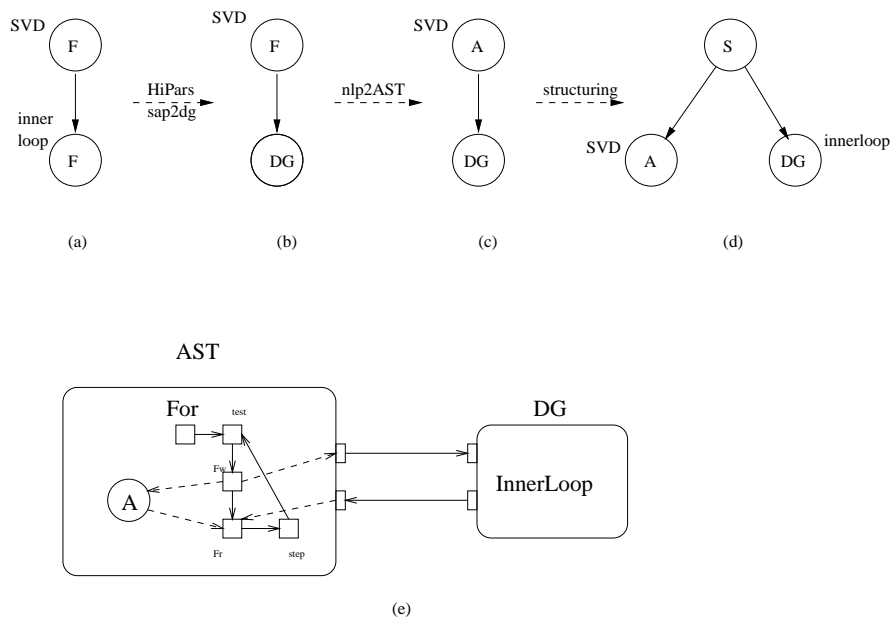 SVD
F
inner
loop
F
(a)
HiPars
sap2dg
SVD
F
DG
(b)
nlp2AST
SVD
A
DG
(c)
structuring
S
SVD
A
innerloop
DG
(d)
AST
For
test
Fw
A
Fr
step
DG
InnerLoop
(e)